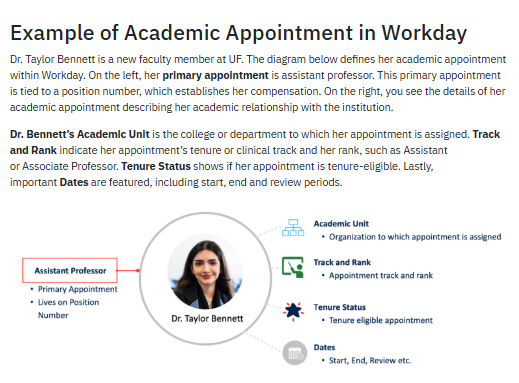 Example of Academic Appointment in Workday
Dr. Taylor Bennett is a new faculty member at UF. The diagram below defines her academic appointment
within Workday. On the left, her primary appointment is assistant professor. This primary appointment
is tied to a position number, which establishes her compensation. On the right, you see the details of her
academic appointment describing her academic relationship with the institution.
Dr. Bennett's Academic Unit is the college or department to which her appointment is assigned. Track
and Rank indicate her appointment's tenure or clinical track and her rank, such as Assistant
or Associate Professor. Tenure Status shows if her appointment is tenure-eligible. Lastly,
important Dates are featured, including start, end and review periods.
Assistant Professor
• Primary Appointment
• Lives on Position
Number
Dr. Taylor Bennett
Academic Unit
• Organization to which appointment is assigned
Track and Rank
• Appointment track and rank
Tenure Status
• Tenure eligible appointment
Dates
• Start, End, Review etc.